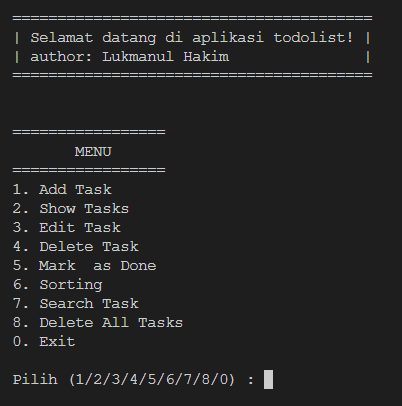 ========================================
| Selamat datang di aplikasi todolist! |
| author: Lukmanul Hakim               |
========================================
=================
       MENU
=================
1. Add Task
2. Show Tasks
3. Edit Task
4. Delete Task
5. Mark  as Done
6. Sorting
7. Search Task
8. Delete All Tasks
0. Exit
Pilih (1/2/3/4/5/6/7/8/0) :